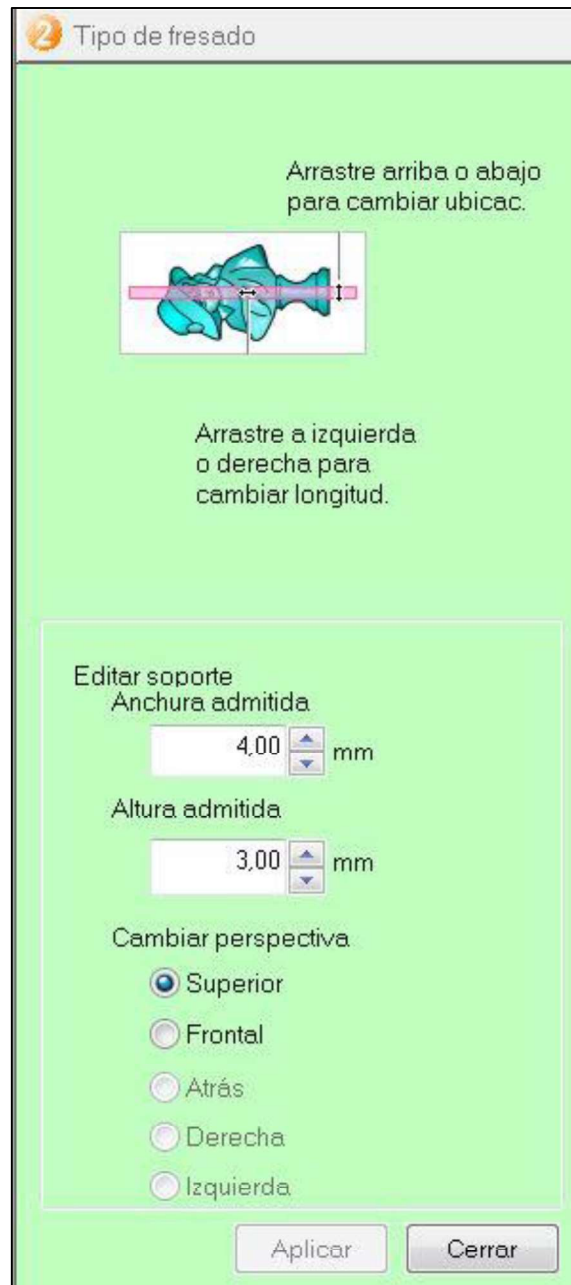 2 Tipo de fresado
Arrastre arriba o abajo
para cambiar ubicac.
Arrastre a izquierda
o derecha para
cambiar longitud.
Editar soporte
Anchura admitida
4,00 mm
Altura admitida
3,00 mm
Cambiar perspectiva
Superior
Frontal
Atrás
Derecha
Izquierda
Aplicar Cerrar